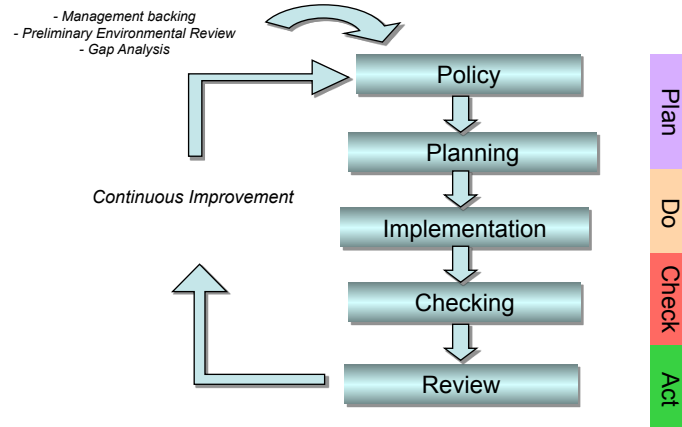 - Management backing
- Preliminary Environmental Review
- Gap Analysis
Policy
Planning
Continuous Improvement
Implementation
Checking
Review
Plan
Do
Check
Act